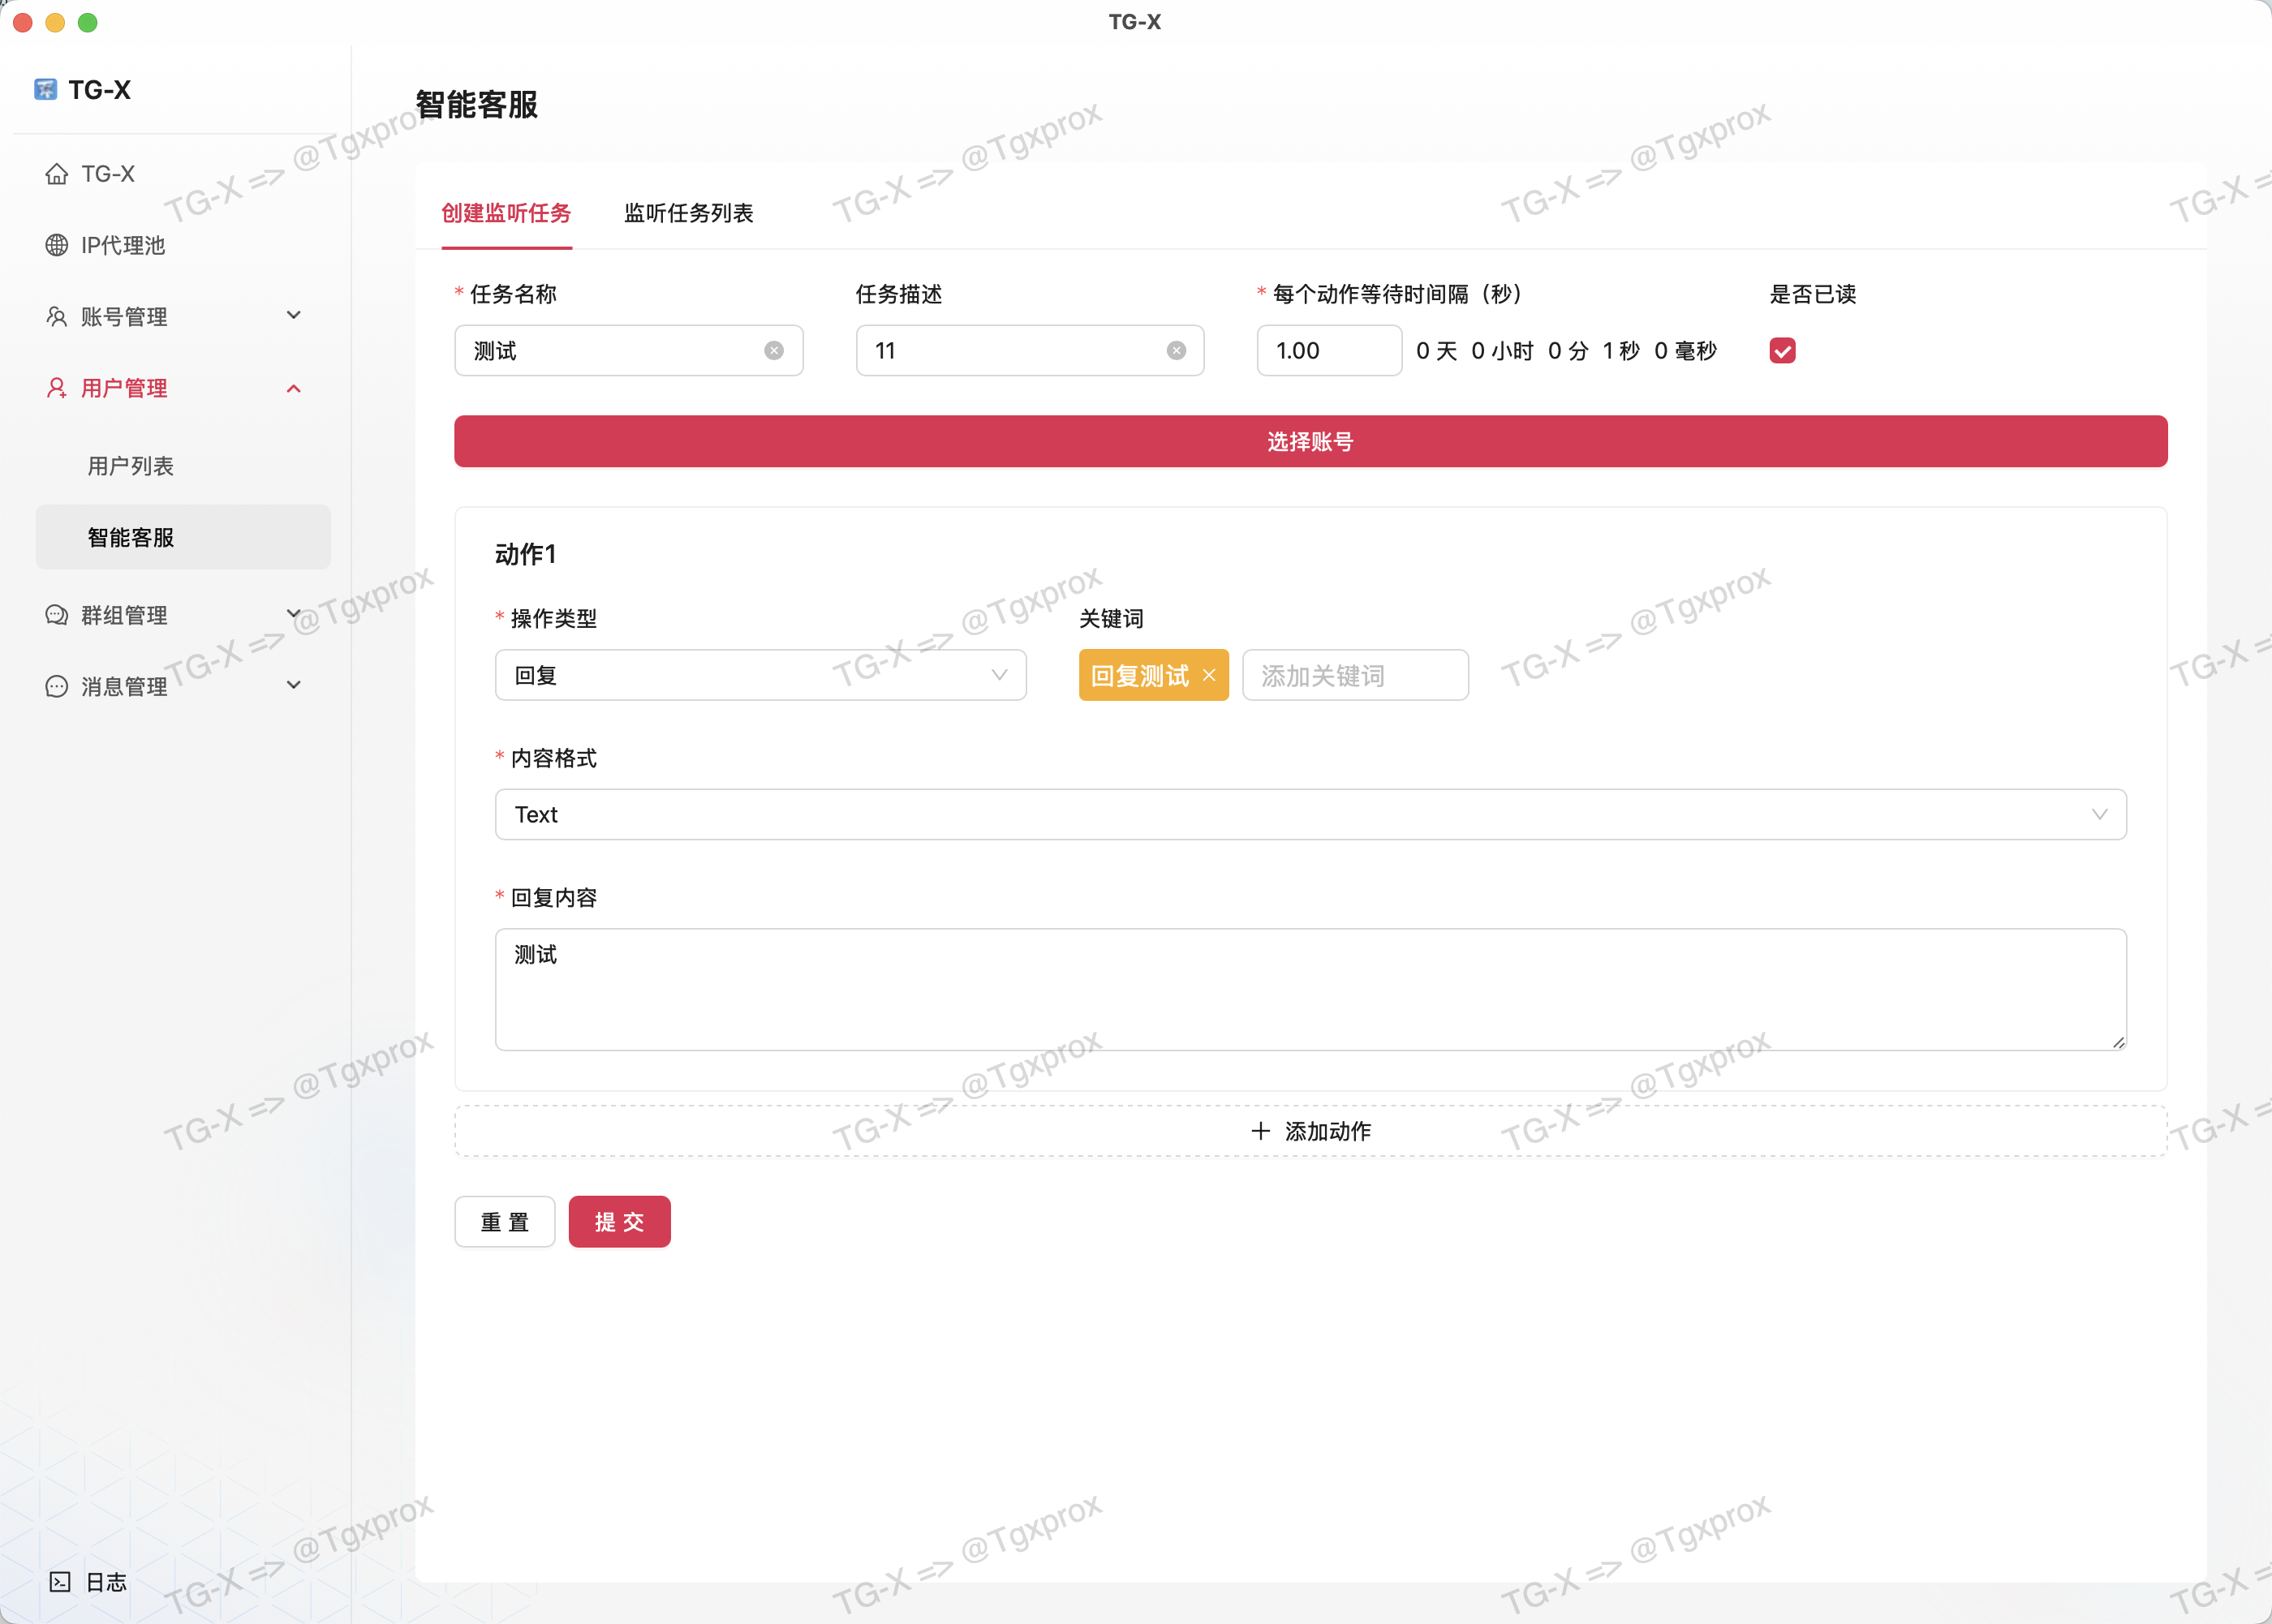 TG-X
TG-X
TG-X
IP代理池
账号管理
用户管理
用户列表
智能客服
群组管理
消息管理
日志
智能客服
创建监听任务 监听任务列表
* 任务名称 任务描述 * 每个动作等待时间隔（秒） 是否已读
测试 11 1.00 0 天 0 小时 0 分 1 秒 0 毫秒
选择账号
动作1
* 操作类型 关键词
回复 回复测试 添加关键词
* 内容格式
Text
* 回复内容
测试
添加动作
重 置 提 交
TG-X => @Tgxprox
TG-X => @Tgxprox
TG-X => @Tgxprox
TG-X =>
TG-X => @Tgxprox
TG-X => @Tgxprox
TG-X => @Tgxprox
TG-X =>
TG-X => @Tgxprox
TG-X => @Tgxprox
TG-X => @Tgxprox
TG-X =>
TG-X => @Tgxprox
TG-X => @Tgxprox
TG-X => @Tgxprox
TG-X =>